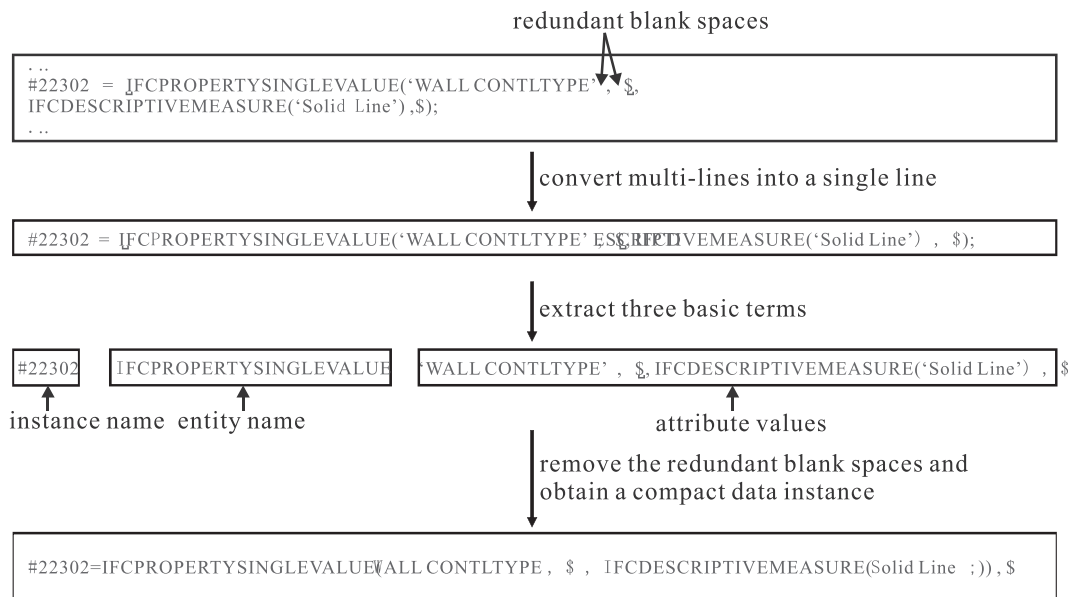 redundant blank spaces
. ..
#22302 = IFCPROPERTYSINGLEVALUE(‘WALL CONTLTYPE’ , $,
IFCDESCRIPTIVEMEASURE(‘Solid Line’) ,$);
. ..
convert multi-lines into a single line
#22302 = IFCPROPERTYSINGLEVALUE(‘WALL CONTLTYPE’ (‘Solid Line’) , $);
extract three basic terms
#22302 IFCPROPERTYSINGLEVALUE ‘WALL CONTLTYPE’ , $, IFCDESCRIPTIVEMEASURE(‘Solid Line’) , $
instance name entity name
attribute values
remove the redundant blank spaces and
obtain a compact data instance
#22302=IFCPROPERTYSINGLEVALUE(WALL CONTLTYPE , $ , IFCDESCRIPTIVEMEASURE(Solid Line ;)) , $